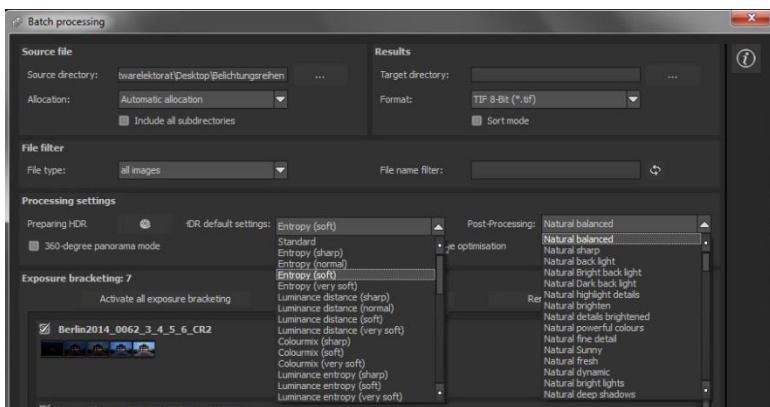 Batch processing
Source file
Results
Source directory:
twarelektorat\Desktop\Belichtungsreihen
...
Target directory:
...
Allocation:
Automatic allocation
Format:
TIF 8-Bit (*.tif)
Include all subdirectories
Sort mode
File filter
File type:
all images
File name filter:
Processing settings
Preparing HDR
HDR default settings:
Entropy (soft)
Post-Processing:
Natural balanced
360-degree panorama mode
optimisation
Standard
Entropy (sharp)
Entropy (normal)
Entropy (soft)
Entropy (very soft)
Luminance distance (sharp)
Luminance distance (normal)
Luminance distance (soft)
Luminance distance (very soft)
Colourmix (sharp)
Colourmix (soft)
Colourmix (very soft)
Luminance entropy (sharp)
Luminance entropy (soft)
Luminance entropy (very soft)
Natural balanced
Natural sharp
Natural back light
Natural Bright back light
Natural Dark back light
Natural highlight details
Natural brighten
Natural details brightened
Natural powerful colours
Natural fine detail
Natural Sunny
Natural fresh
Natural dynamic
Natural bright lights
Natural deep shadows
Exposure bracketing: 7
Activate all exposure bracketing
Berlin2014_0062_3_4_5_6_CR2